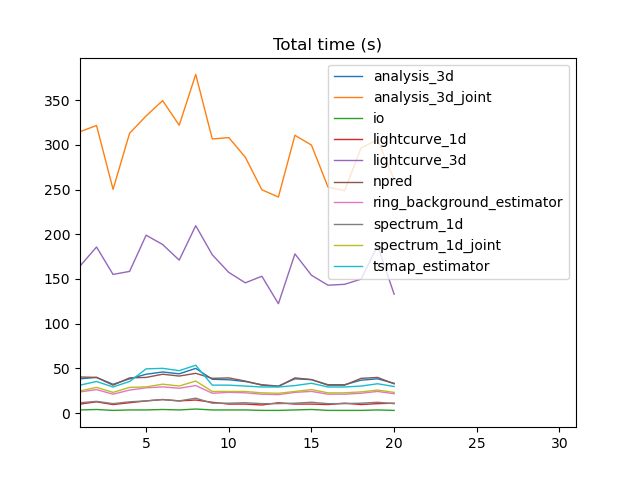 Total time (s)
350
300
250
200
150
100
50
0
5
10
15
20
25
30
analysis_3d
analysis_3d_joint
io
lightcurve_1d
lightcurve_3d
npred
ring_background_estimator
spectrum_1d
spectrum_1d_joint
tsmap_estimator